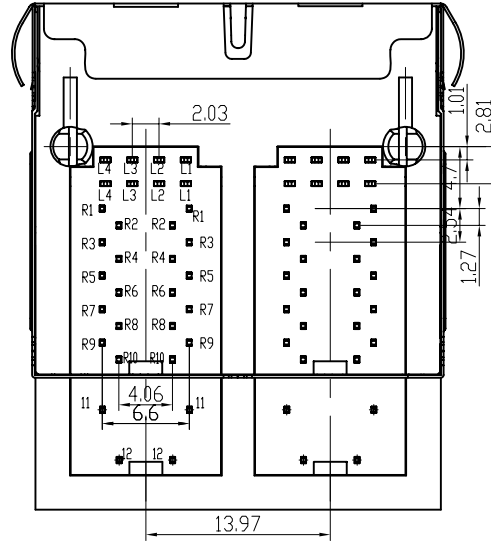 2.03
1.01
2.81
L4 L3 L2 L1
4.7
L4 L3 L2 L1
R1 R1
R2 R2
2.54
R3 R3
1.27
R4 R4
R5 R5
R6 R6
R7 R7
R8 R8
R9 R9
R10 R10
4.06
11 11
6.6
12 12
13.97